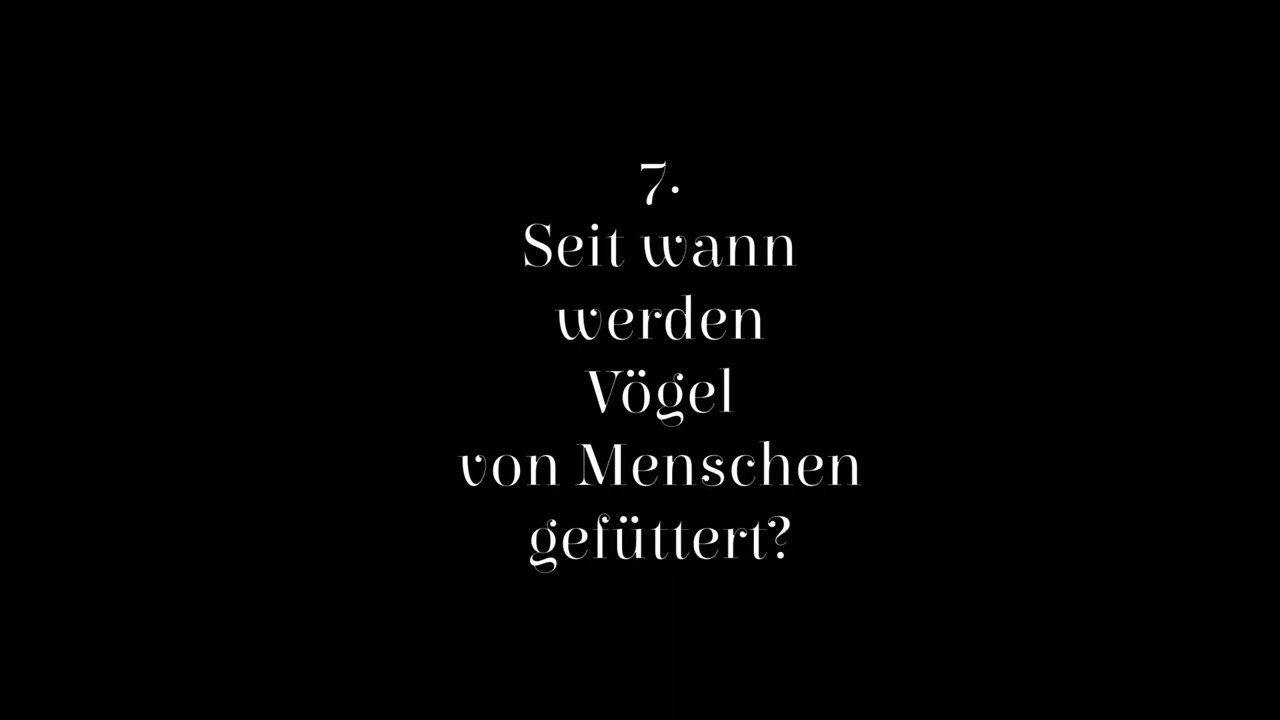 7.
Seit wann
werden
Vögel
von Menschen
gefüttert?